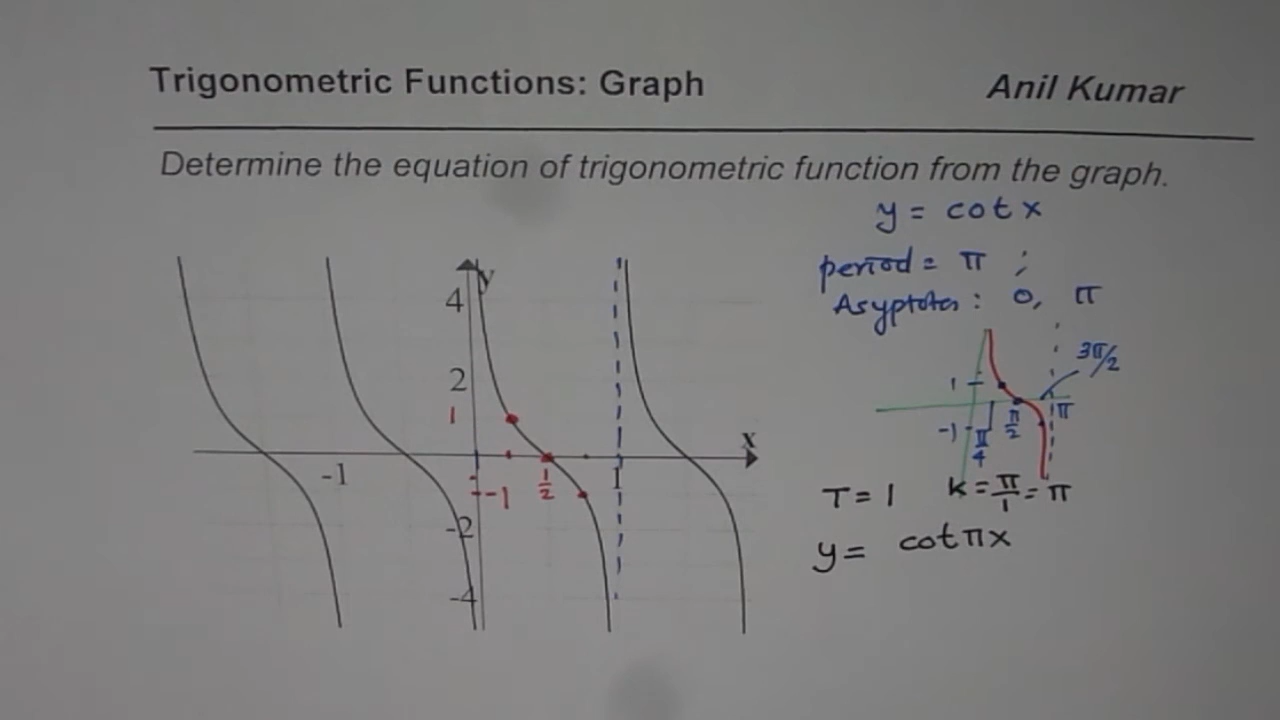 Trigonometric Functions: Graph
Anil Kumar
Determine the equation of trigonometric function from the graph.
y = cot x
period = π ;
Asyptotes : 0, π
y
4
2
1
-1
1/2
1
x
-1
-2
-4
3π/2
1
-1
π/4
π/2
π
T = 1
K = π/1 = π
y = cot πx